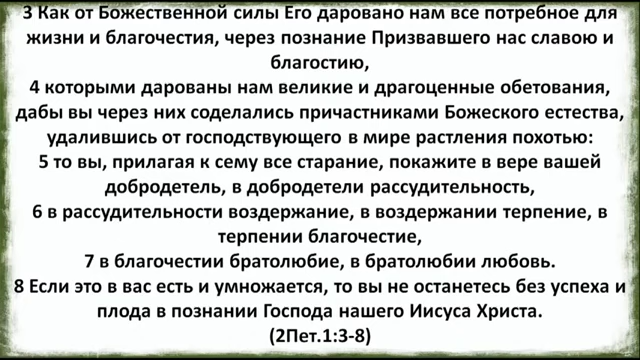 3 Как от Божественной силы Его даровано нам все потребное для
жизни и благочестия, через познание Призвавшего нас славою и
благостию,
4 которыми дарованы нам великие и драгоценные обетования,
дабы вы через них соделались причастниками Божеского естества,
удалившись от господствующего в мире растления похотью:
5 то вы, прилагая к сему все старание, покажите в вере вашей
добродетель, в добродетели рассудительность,
6 в рассудительности воздержание, в воздержании терпение, в
терпении благочестие,
7 в благочестии братолюбие, в братолюбии любовь.
8 Если это в вас есть и умножается, то вы не останетесь без успеха и
плода в познании Господа нашего Иисуса Христа.
(2Пет.1:3-8)